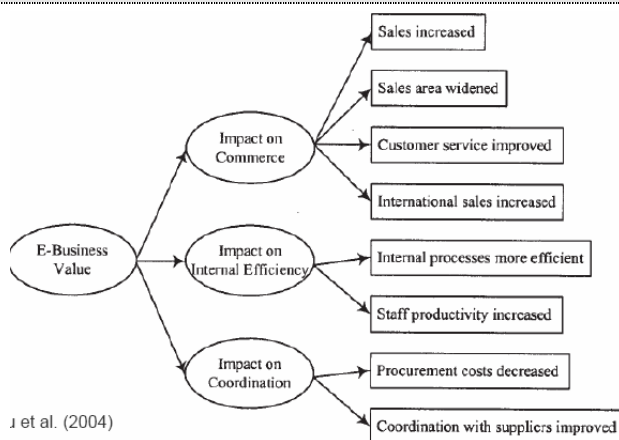 Sales increased
Sales area widened
Impact on
Commerce
Customer service improved
International sales increased
E-Business
Value
Impact on
Internal Efficiency
Internal processes more efficient
Staff productivity increased
Impact on
Coordination
Procurement costs decreased
Coordination with suppliers improved
et al. (2004)